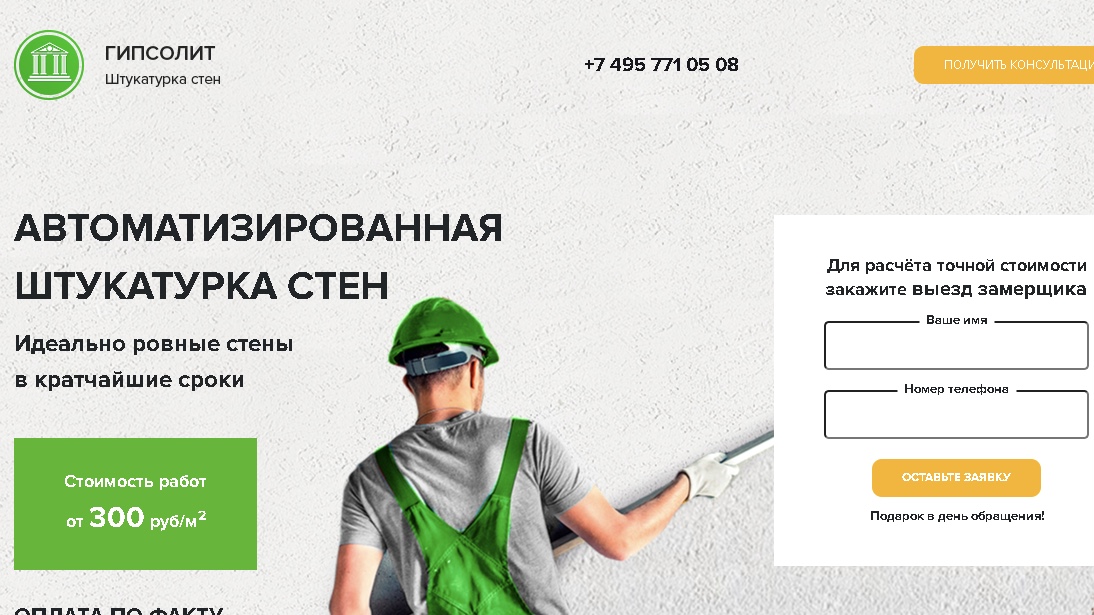 ГИПСОЛИТ
Штукатурка стен
+7 495 771 05 08
ПОЛУЧИТЬ КОНСУЛЬТАЦИ
АВТОМАТИЗИРОВАННАЯ
ШТУКАТУРКА СТЕН
Идеально ровные стены
в кратчайшие сроки
Стоимость работ
от 300 руб/м²
ОПЛАТА ПО ФАКТУ
Для расчёта точной стоимости
закажите выезд замерщика
Ваше имя
Номер телефона
ОСТАВЬТЕ ЗАЯВКУ
Подарок в день обращения!